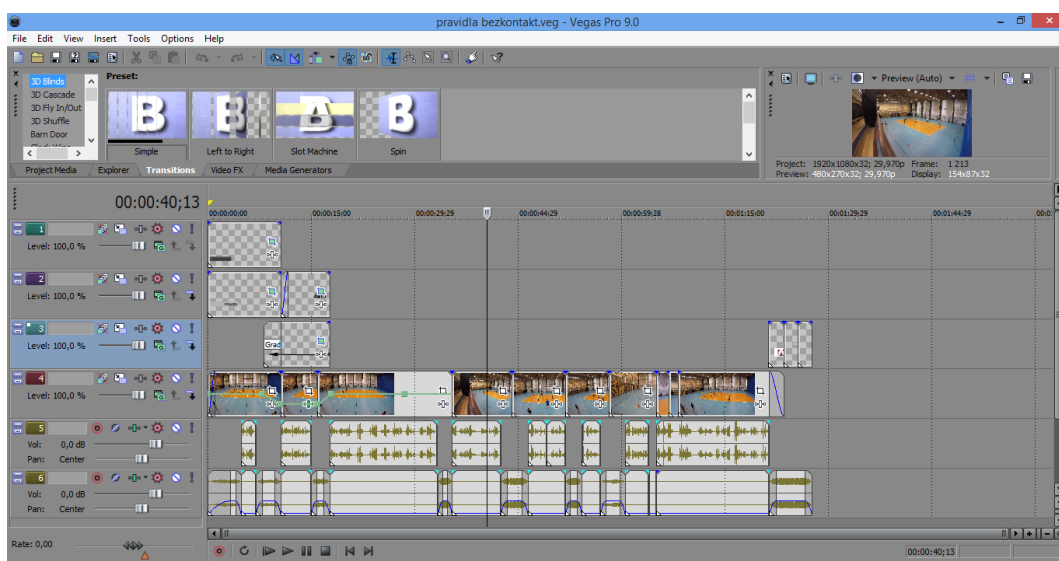 pravidla bezkontakt.veg - Vegas Pro 9.0
File Edit View Insert Tools Options Help
3D Blinds
3D Cascade
3D Fly In/Out
3D Shuffle
Barn Door
Preset:
Simple Left to Right Slot Machine Spin
Project Media Explorer Transitions Video FX Media Generators
Preview (Auto)
Project: 1920x1080x32; 29,970p Frame: 1 213
Preview: 480x270x32; 29,970p Display: 154x87x32
00:00:40;13
00:00:00;00 00:00:15;00 00:00:29;29 00:00:44;29 00:00:59;28 00:01:15;00 00:01:29;29 00:01:44;29
1
Level: 100,0 %
2
Level: 100,0 %
3
Level: 100,0 %
Grad
4
Level: 100,0 %
5
Vol: 0,0 dB
Pan: Center
6
Vol: 0,0 dB
Pan: Center
Rate: 0,00
00:00:40;13